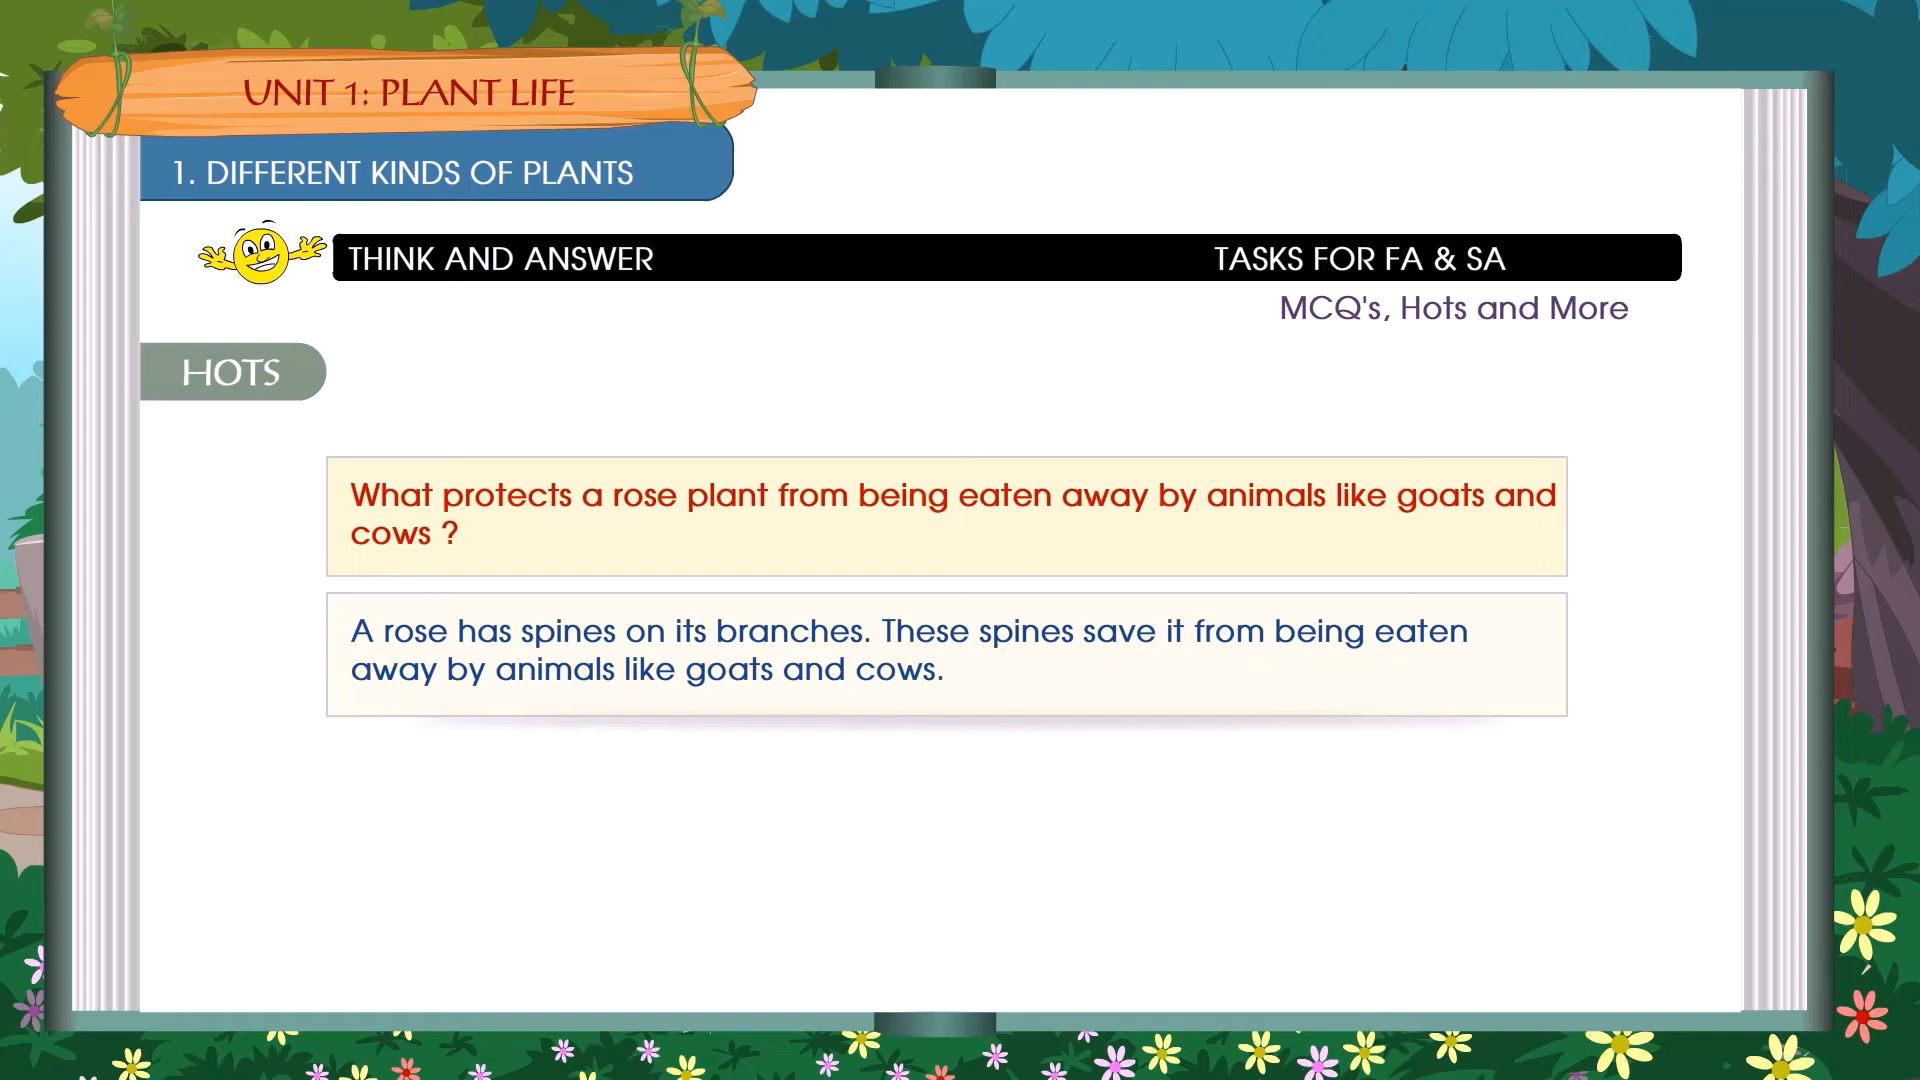 UNIT 1: PLANT LIFE
1. DIFFERENT KINDS OF PLANTS
THINK AND ANSWER TASKS FOR FA & SA
MCQ's, Hots and More
HOTS
What protects a rose plant from being eaten away by animals like goats and
cows ?
A rose has spines on its branches. These spines save it from being eaten
away by animals like goats and cows.